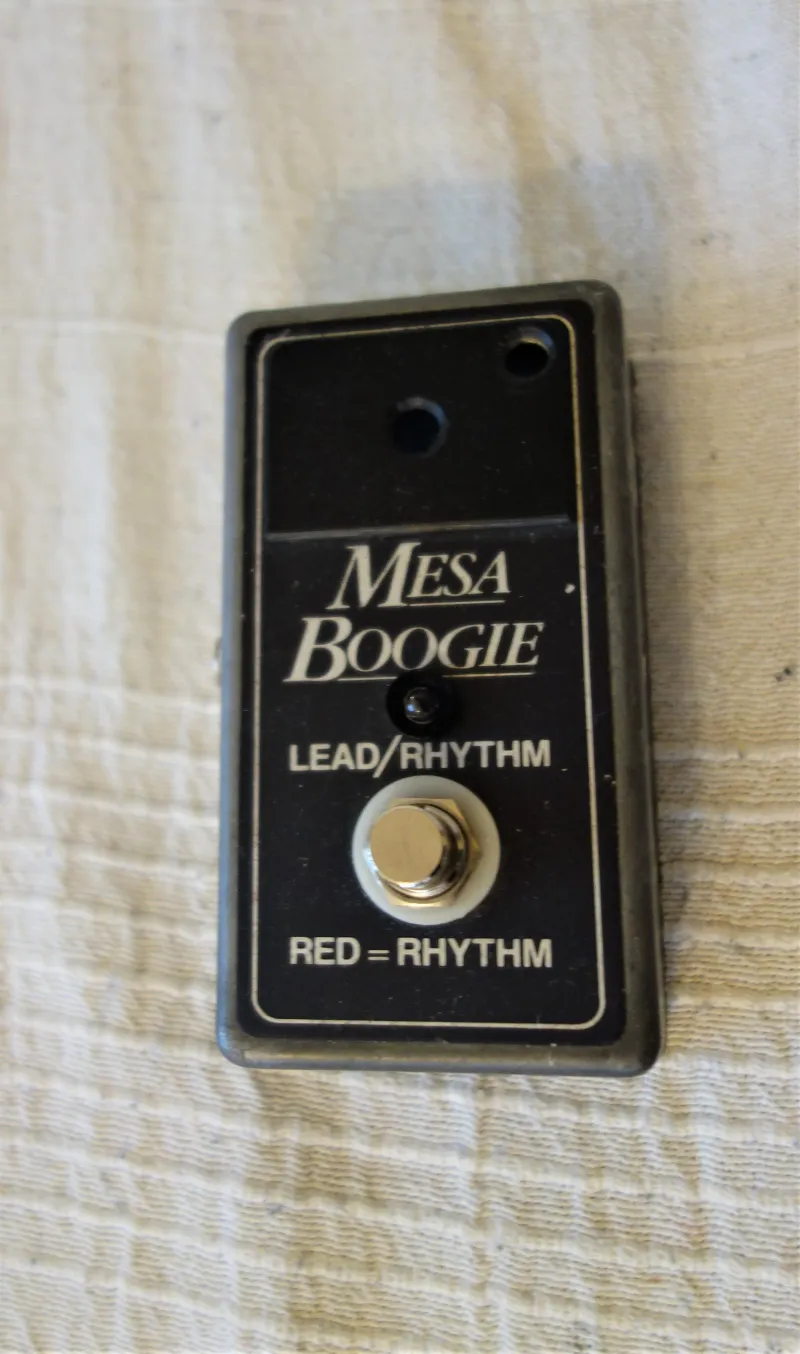 MESA
BOOGIE
LEAD/RHYTHM
RED = RHYTHM